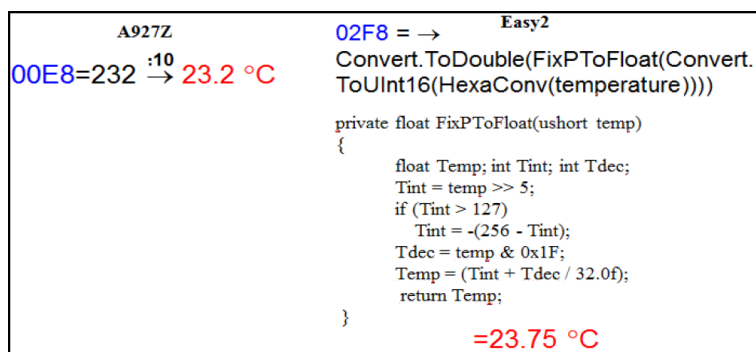 A927Z
:10
00E8=232 → 23.2 °C
Easy2
02F8 = →
Convert.ToDouble(FixPToFloat(Convert.
ToUInt16(HexaConv(temperature))))
private float FixPToFloat(ushort temp)
{
float Temp; int Tint; int Tdec;
Tint = temp >> 5;
if (Tint > 127)
Tint = -(256 - Tint);
Tdec = temp & 0x1F;
Temp = (Tint + Tdec / 32.0f);
return Temp;
}
=23.75 °C